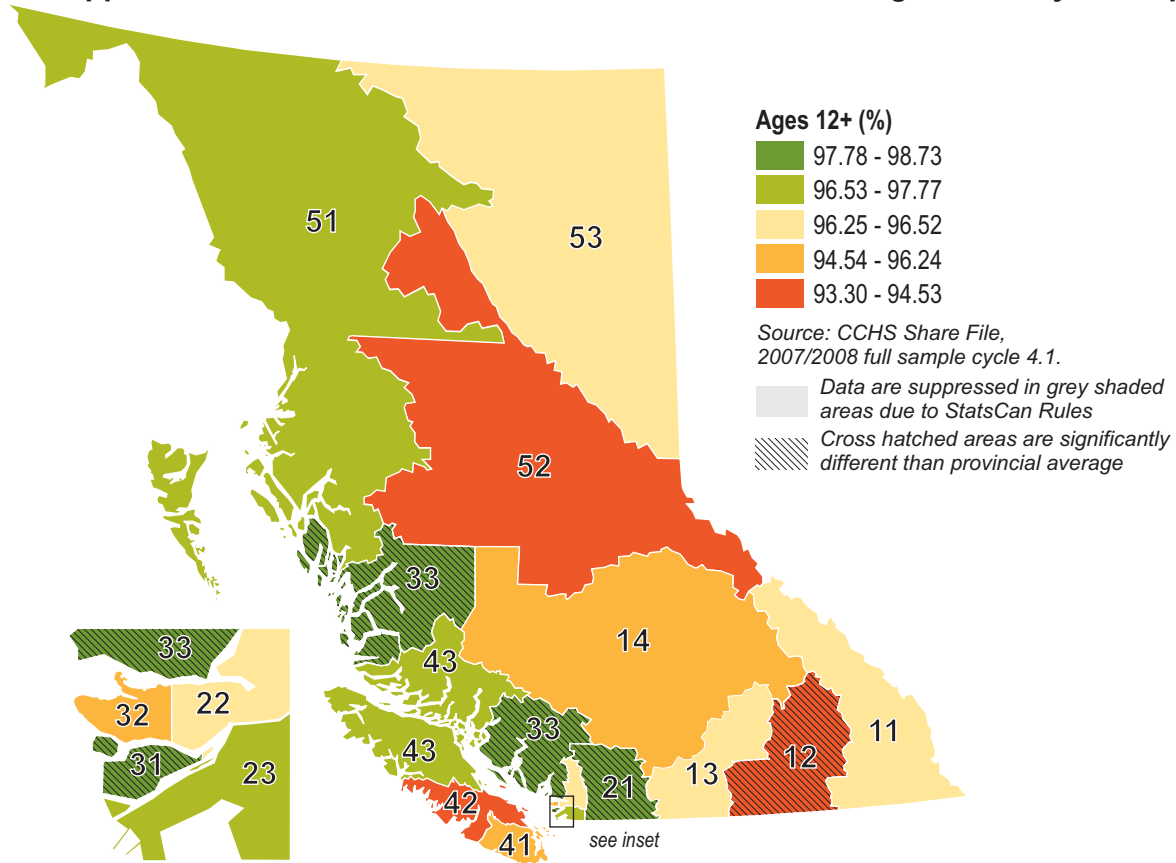 Ages 12+ (%)
97.78 - 98.73
96.53 - 97.77
96.25 - 96.52
94.54 - 96.24
93.30 - 94.53
Source: CCHS Share File,
2007/2008 full sample cycle 4.1.
Data are suppressed in grey shaded
areas due to StatsCan Rules
Cross hatched areas are significantly
different than provincial average
51
53
52
33
14
43
33
43
11
12
13
21
42
41
see inset
33
32
22
31
23